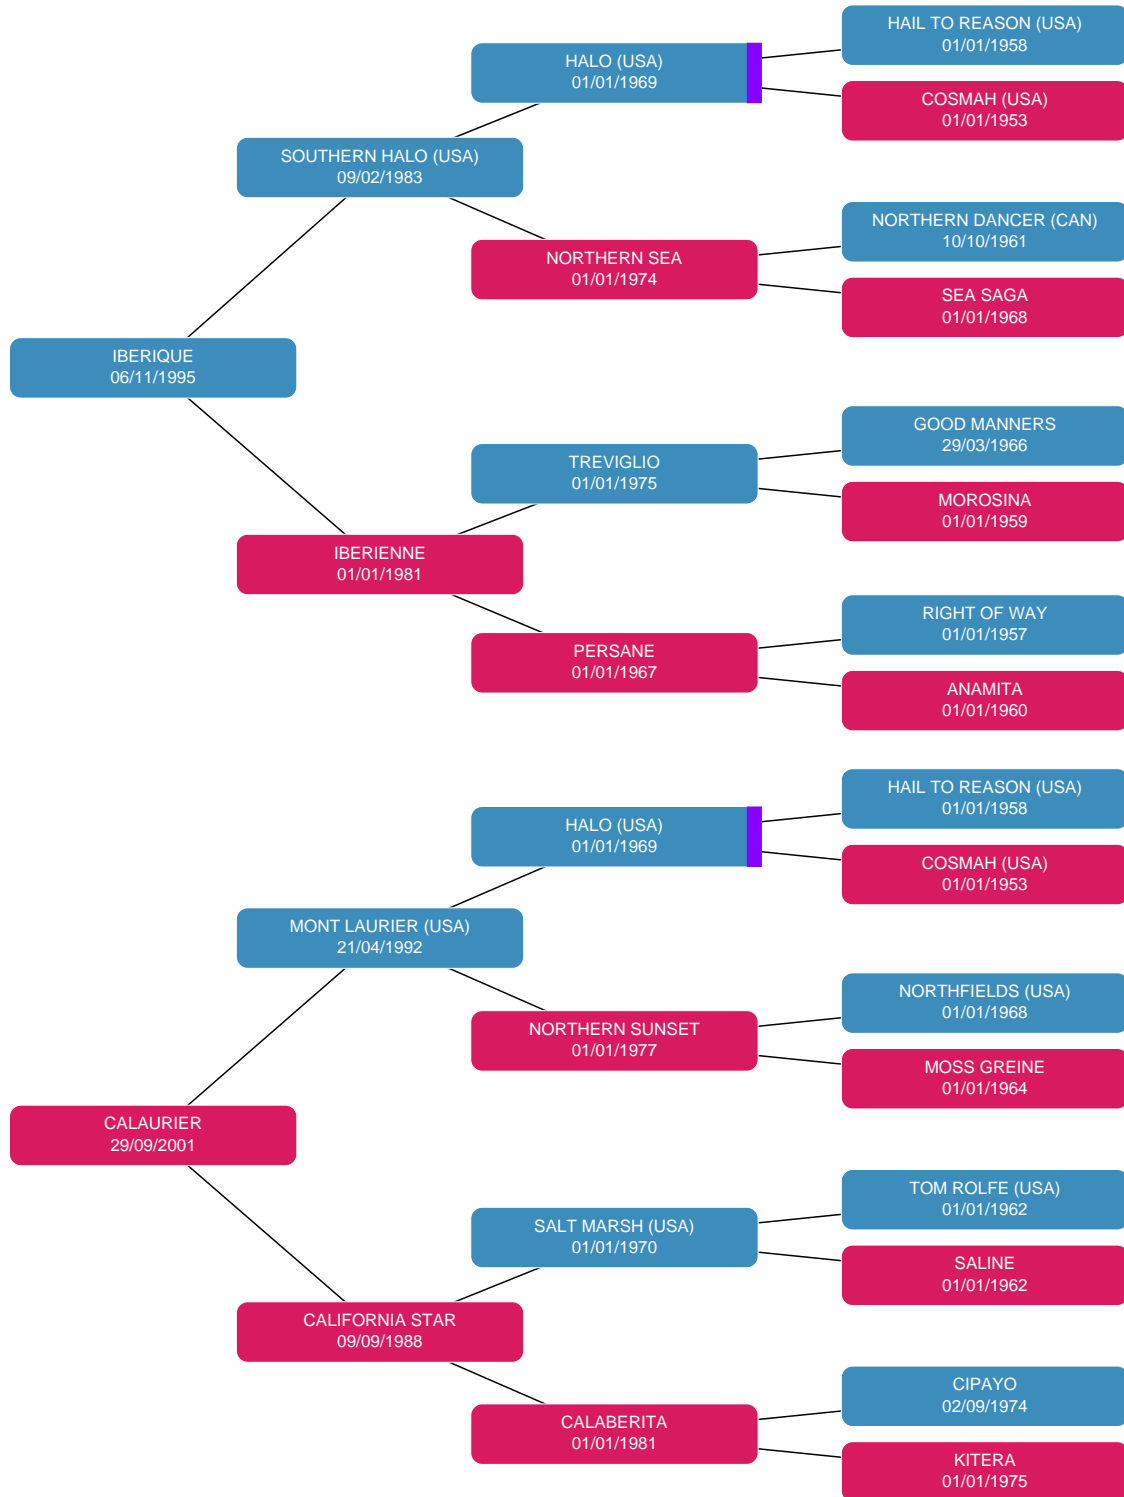 HAIL TO REASON (USA)
01/01/1958
HALO (USA)
01/01/1969
COSMAH (USA)
01/01/1953
SOUTHERN HALO (USA)
09/02/1983
NORTHERN DANCER (CAN)
10/10/1961
NORTHERN SEA
01/01/1974
SEA SAGA
01/01/1968
IBERIQUE
06/11/1995
GOOD MANNERS
29/03/1966
TREVIGLIO
01/01/1975
MOROSINA
01/01/1959
IBERIENNE
01/01/1981
RIGHT OF WAY
01/01/1957
PERSANE
01/01/1967
ANAMITA
01/01/1960
HAIL TO REASON (USA)
01/01/1958
HALO (USA)
01/01/1969
COSMAH (USA)
01/01/1953
MONT LAURIER (USA)
21/04/1992
NORTHFIELDS (USA)
01/01/1968
NORTHERN SUNSET
01/01/1977
MOSS GREINE
01/01/1964
CALAURIER
29/09/2001
TOM ROLFE (USA)
01/01/1962
SALT MARSH (USA)
01/01/1970
SALINE
01/01/1962
CALIFORNIA STAR
09/09/1988
CIPAYO
02/09/1974
CALABERITA
01/01/1981
KITERA
01/01/1975